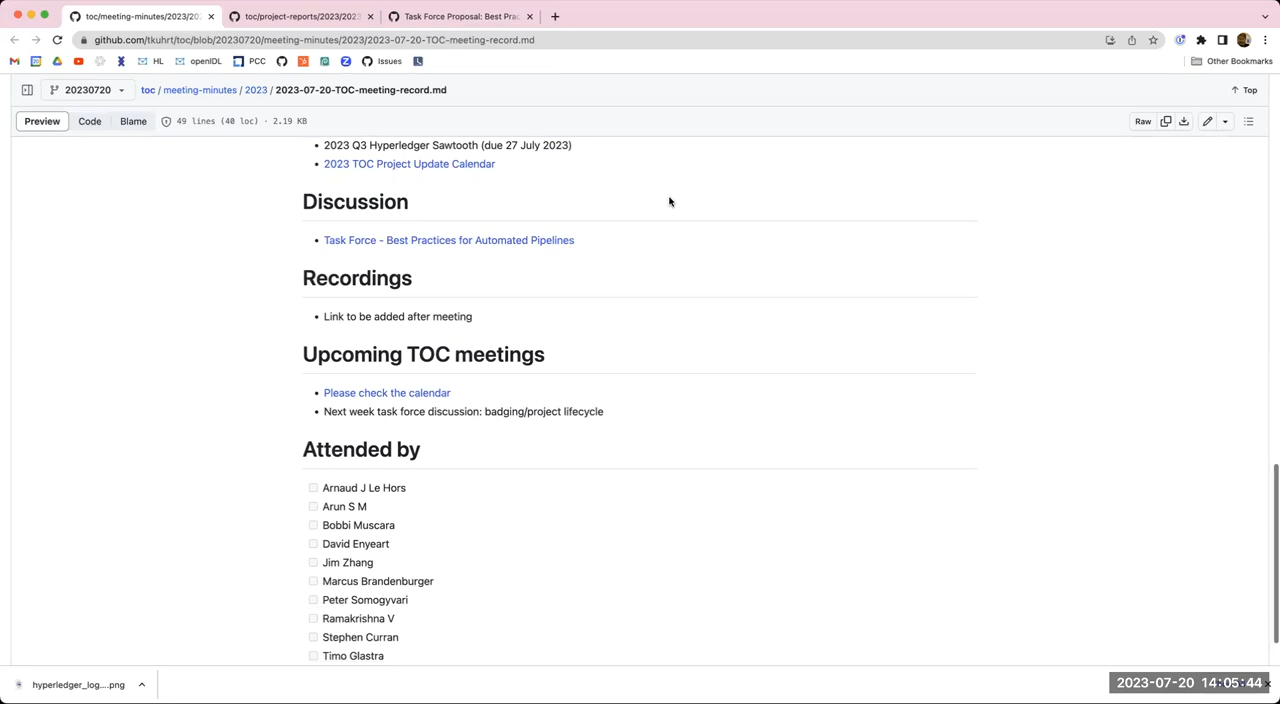 toc/meeting-minutes/2023/20
toc/project-reports/2023/2023
Task Force Proposal: Best Prac
github.com/tkuhrt/toc/blob/20230720/meeting-minutes/2023/2023-07-20-TOC-meeting-record.md
HL
openIDL
PCC
Issues
Other Bookmarks
20230720
toc / meeting-minutes / 2023 / 2023-07-20-TOC-meeting-record.md
Top
Preview
Code
Blame
49 lines (40 loc) · 2.19 KB
Raw
• 2023 Q3 Hyperledger Sawtooth (due 27 July 2023)
• 2023 TOC Project Update Calendar
Discussion
• Task Force - Best Practices for Automated Pipelines
Recordings
• Link to be added after meeting
Upcoming TOC meetings
• Please check the calendar
• Next week task force discussion: badging/project lifecycle
Attended by
Arnaud J Le Hors
Arun S M
Bobbi Muscara
David Enyeart
Jim Zhang
Marcus Brandenburger
Peter Somogyvari
Ramakrishna V
Stephen Curran
Timo Glastra
hyperledger_log....png
2023-07-20 14:05:44